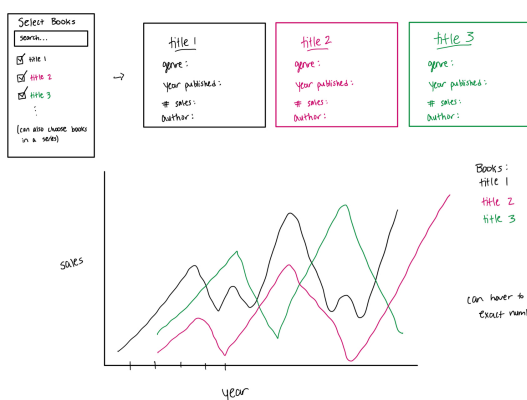 Select Books
search...
title 1
title 2
title 3
(can also choose books
in a series)
title 1
genre:
year published:
# sales:
author:
title 2
genre:
year published:
# sales:
author:
title 3
genre:
year published:
# sales:
author:
Books:
title 1
title 2
title 3
sales
can hover to
exact num
year